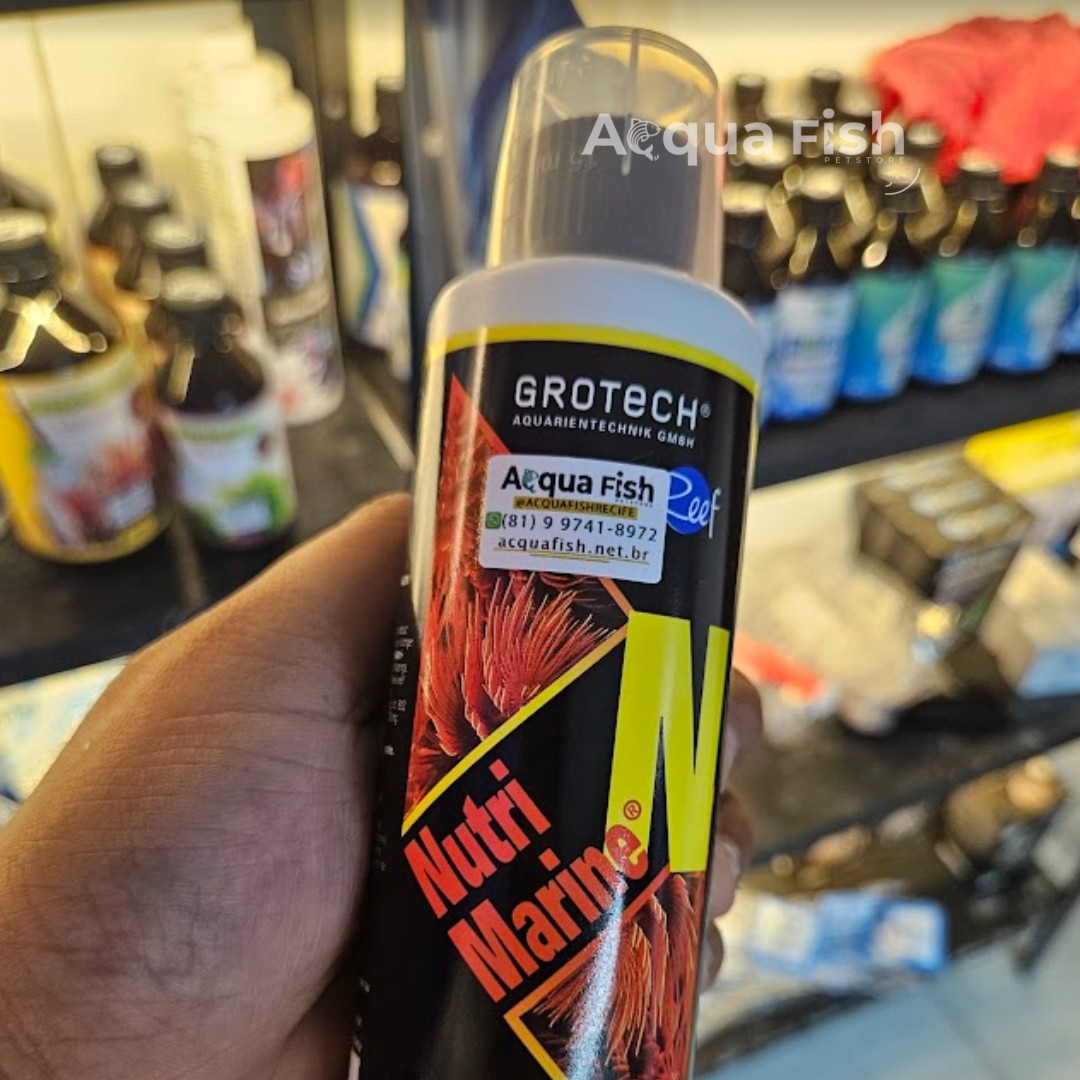 Acqua Fish
PETSTORE
GROTECH®
AQUARIENTECHNIK GMBH
Acqua Fish
PETSTORE
@ACQUAFISHRECIFE
(81) 9 9741-8972
acquafish.net.br
Reef
N
Nutri
Marine®